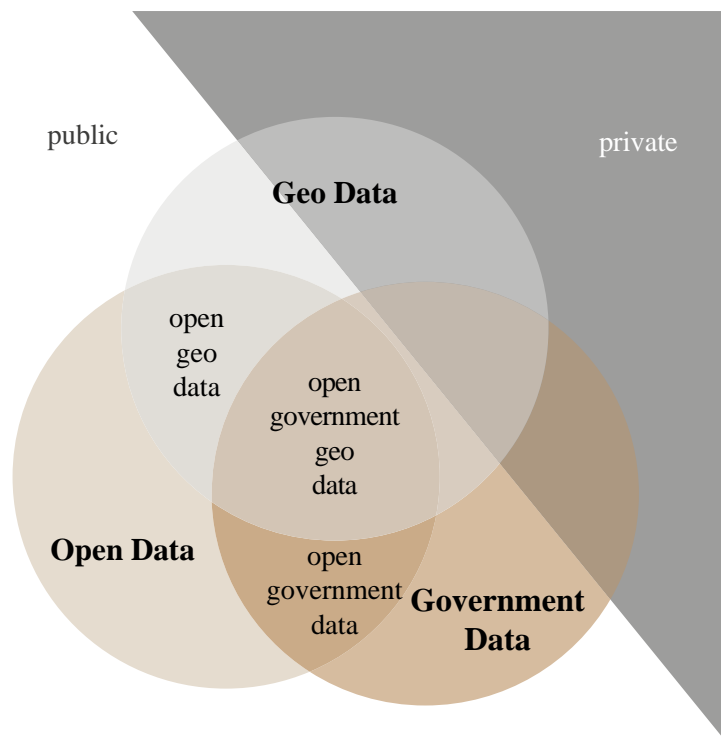 public
private
Geo Data
open
geo
data
open
government
geo
data
Open Data
open
government
data
Government
Data